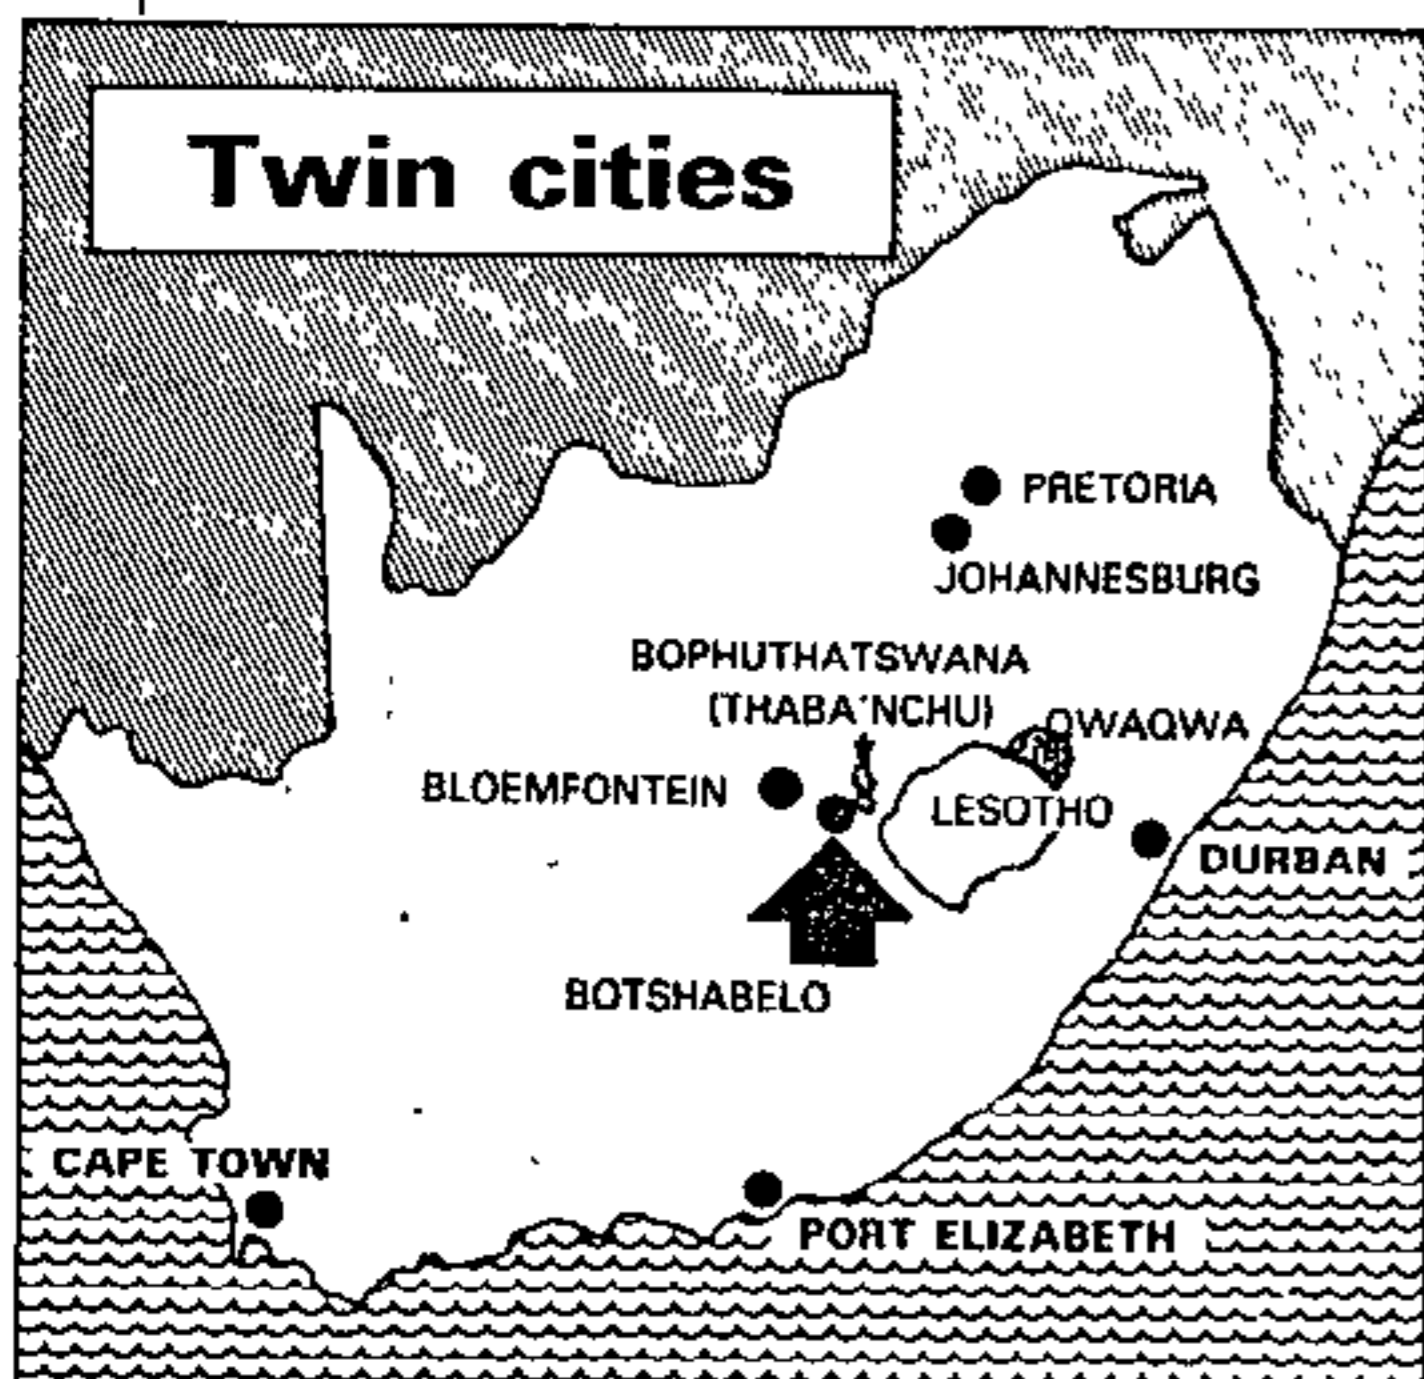 Twin cities
PRETORIA
JOHANNESBURG
BOPHUTHATSWANA
(THABA'NCHU)
QWAQWA
BLOEMFONTEIN
LESOTHO
DURBAN
BOTSHABELO
CAPE TOWN
PORT ELIZABETH